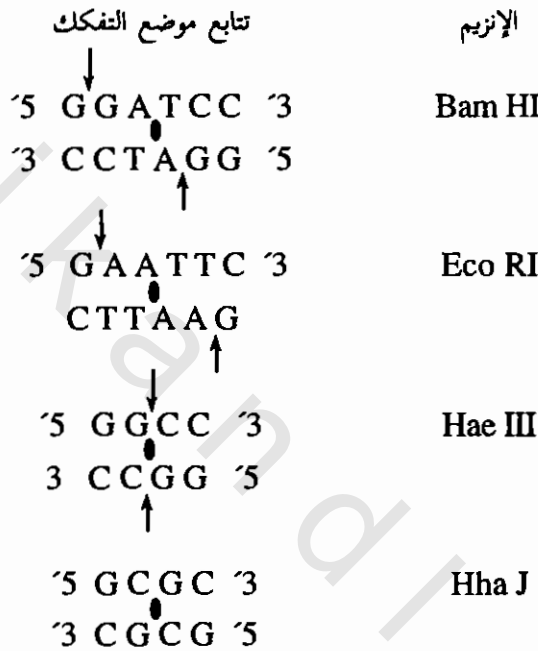 تتابع موضع التفكك الإنزيم
´5 GGATCC ´3 Bam HI
´3 CCTAGG ´5
´5 GAATTC ´3 Eco RI
CTTAAG
´5 GGCC ´3 Hae III
3 CCGG ´5
´5 GCGC ´3 Hha J
´3 CGCG ´5
ikandl